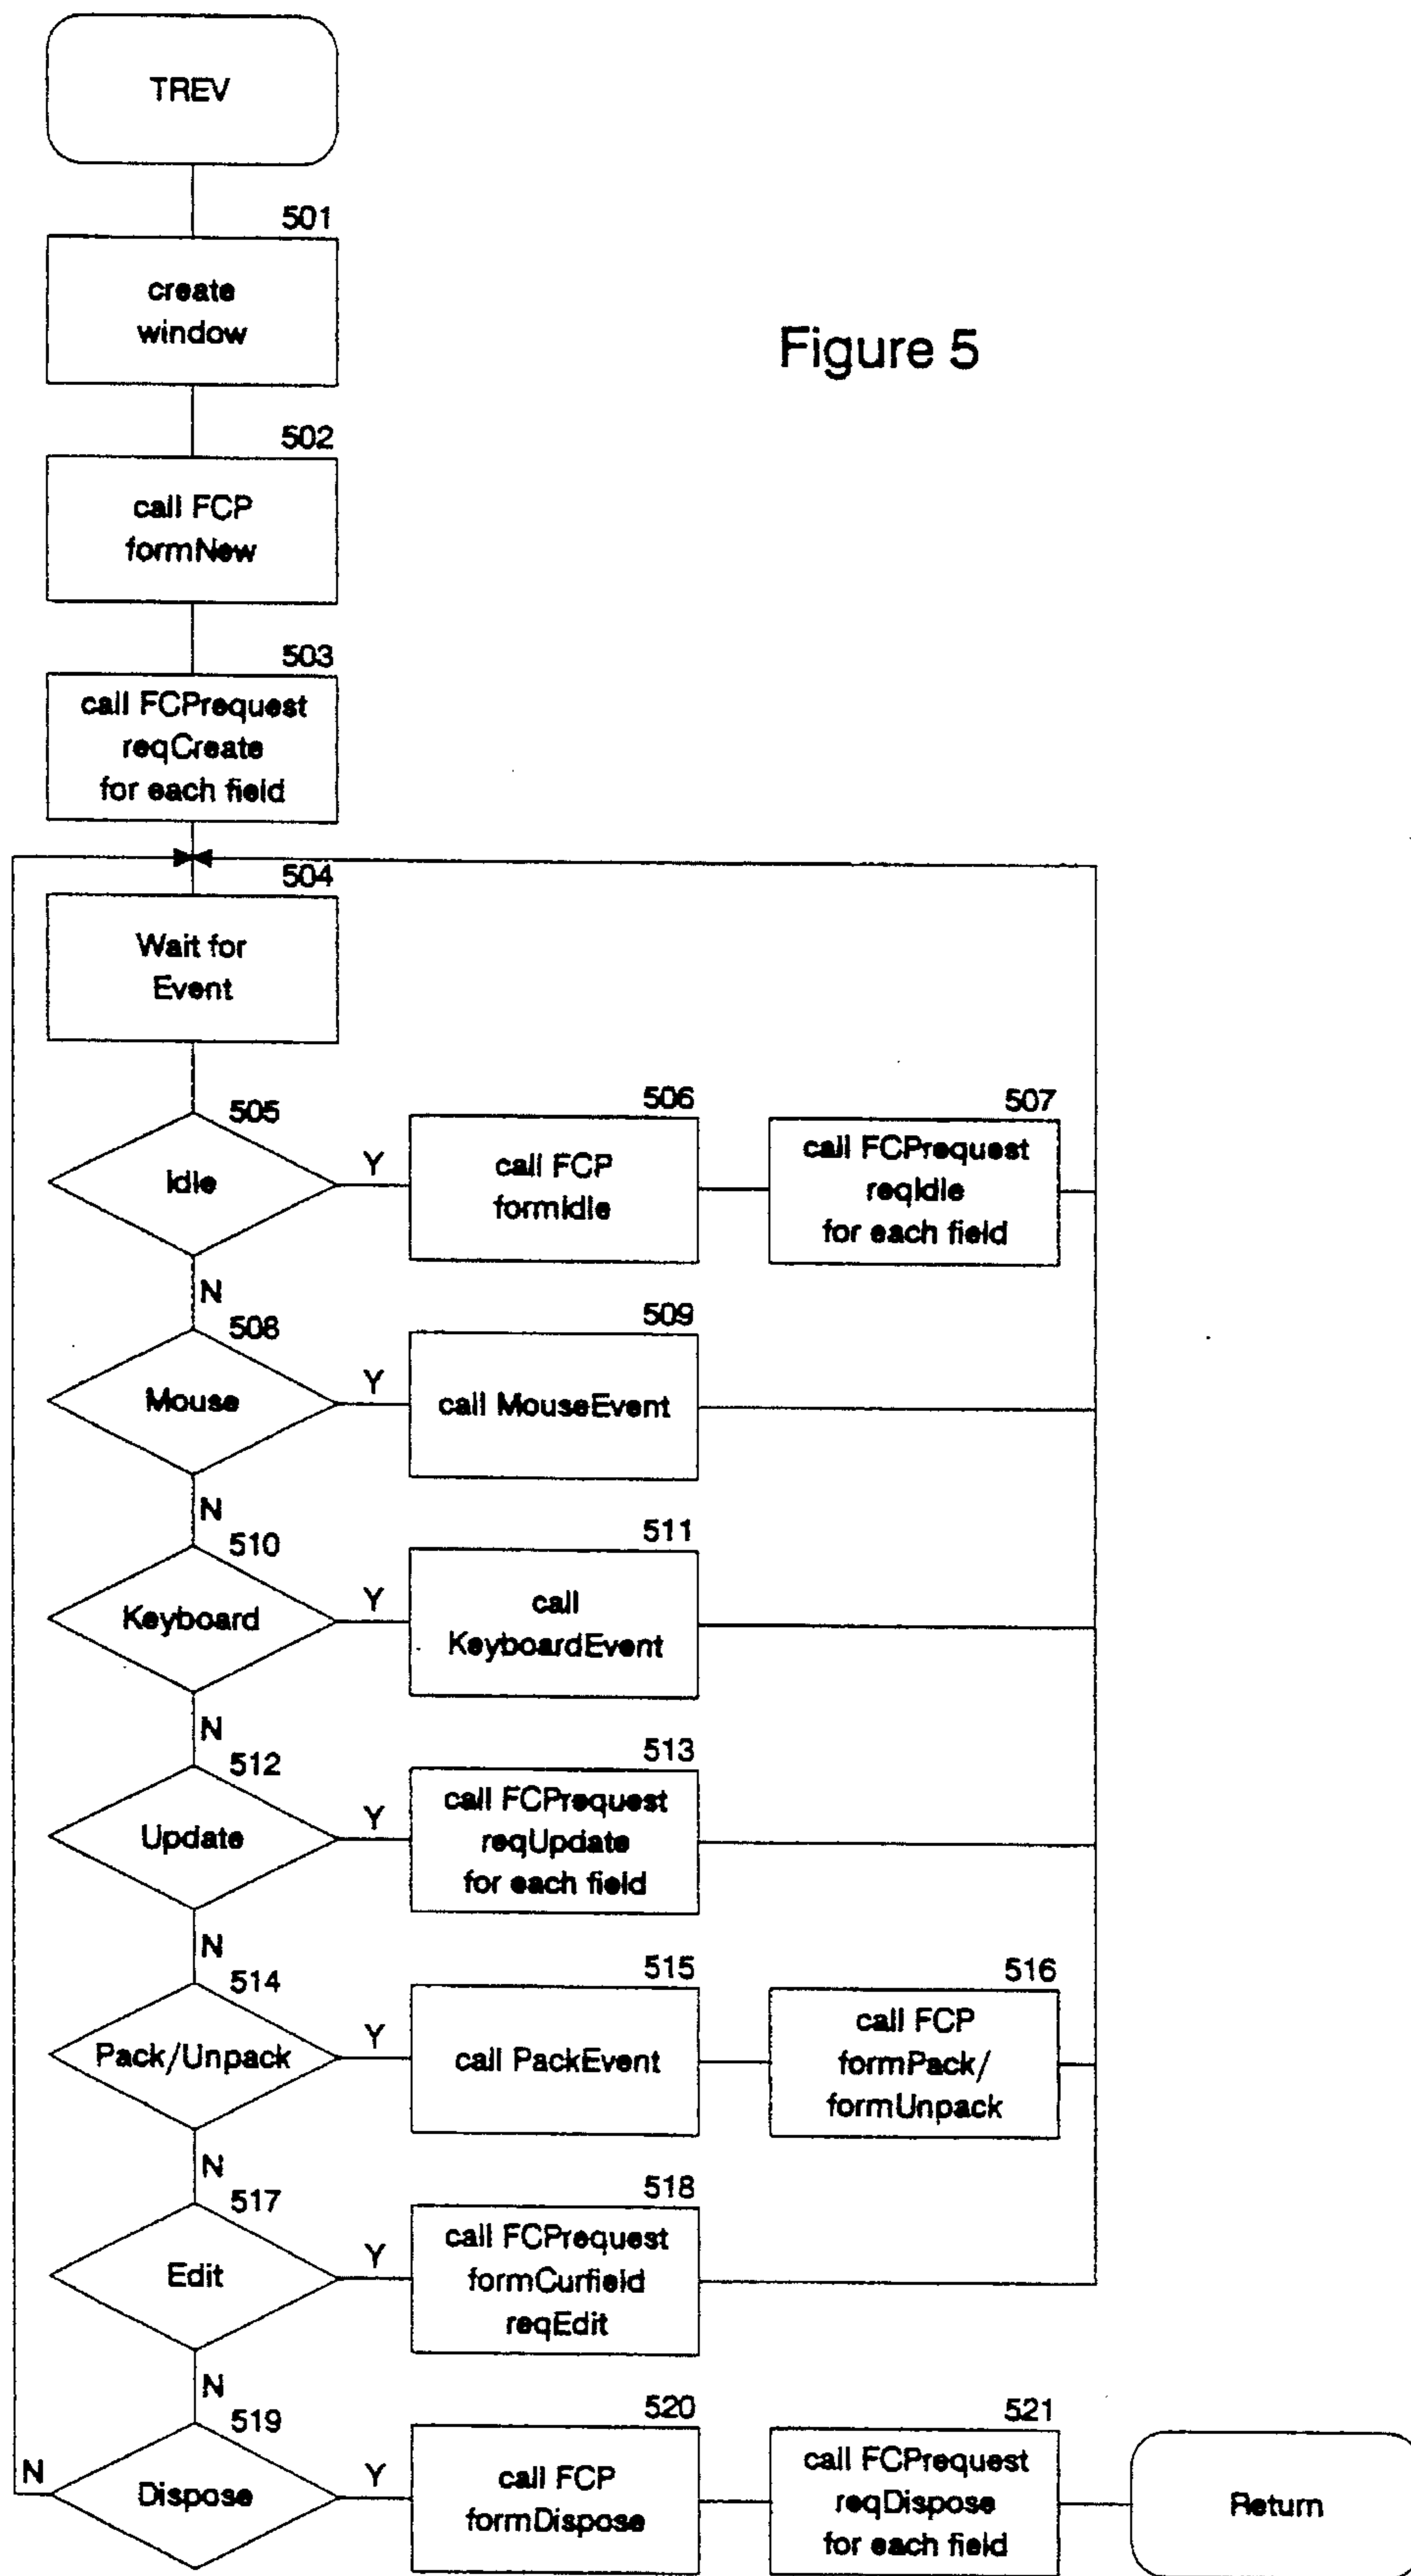 TREV
501
create
window
Figure 5
502
call FCP
formNew
503
call FCPrequest
reqCreate
for each field
504
Wait for
Event
505
Idle
Y
506
call FCP
formIdle
507
call FCPrequest
reqIdle
for each field
N
508
Mouse
Y
509
call MouseEvent
N
510
Keyboard
Y
511
call
KeyboardEvent
N
512
Update
Y
513
call FCPrequest
reqUpdate
for each field
N
514
Pack/Unpack
Y
515
call PackEvent
516
call FCP
formPack/
formUnpack
N
517
Edit
Y
518
call FCPrequest
formCurfield
reqEdit
N
519
N
Dispose
Y
520
call FCP
formDispose
521
call FCPrequest
reqDispose
for each field
Return